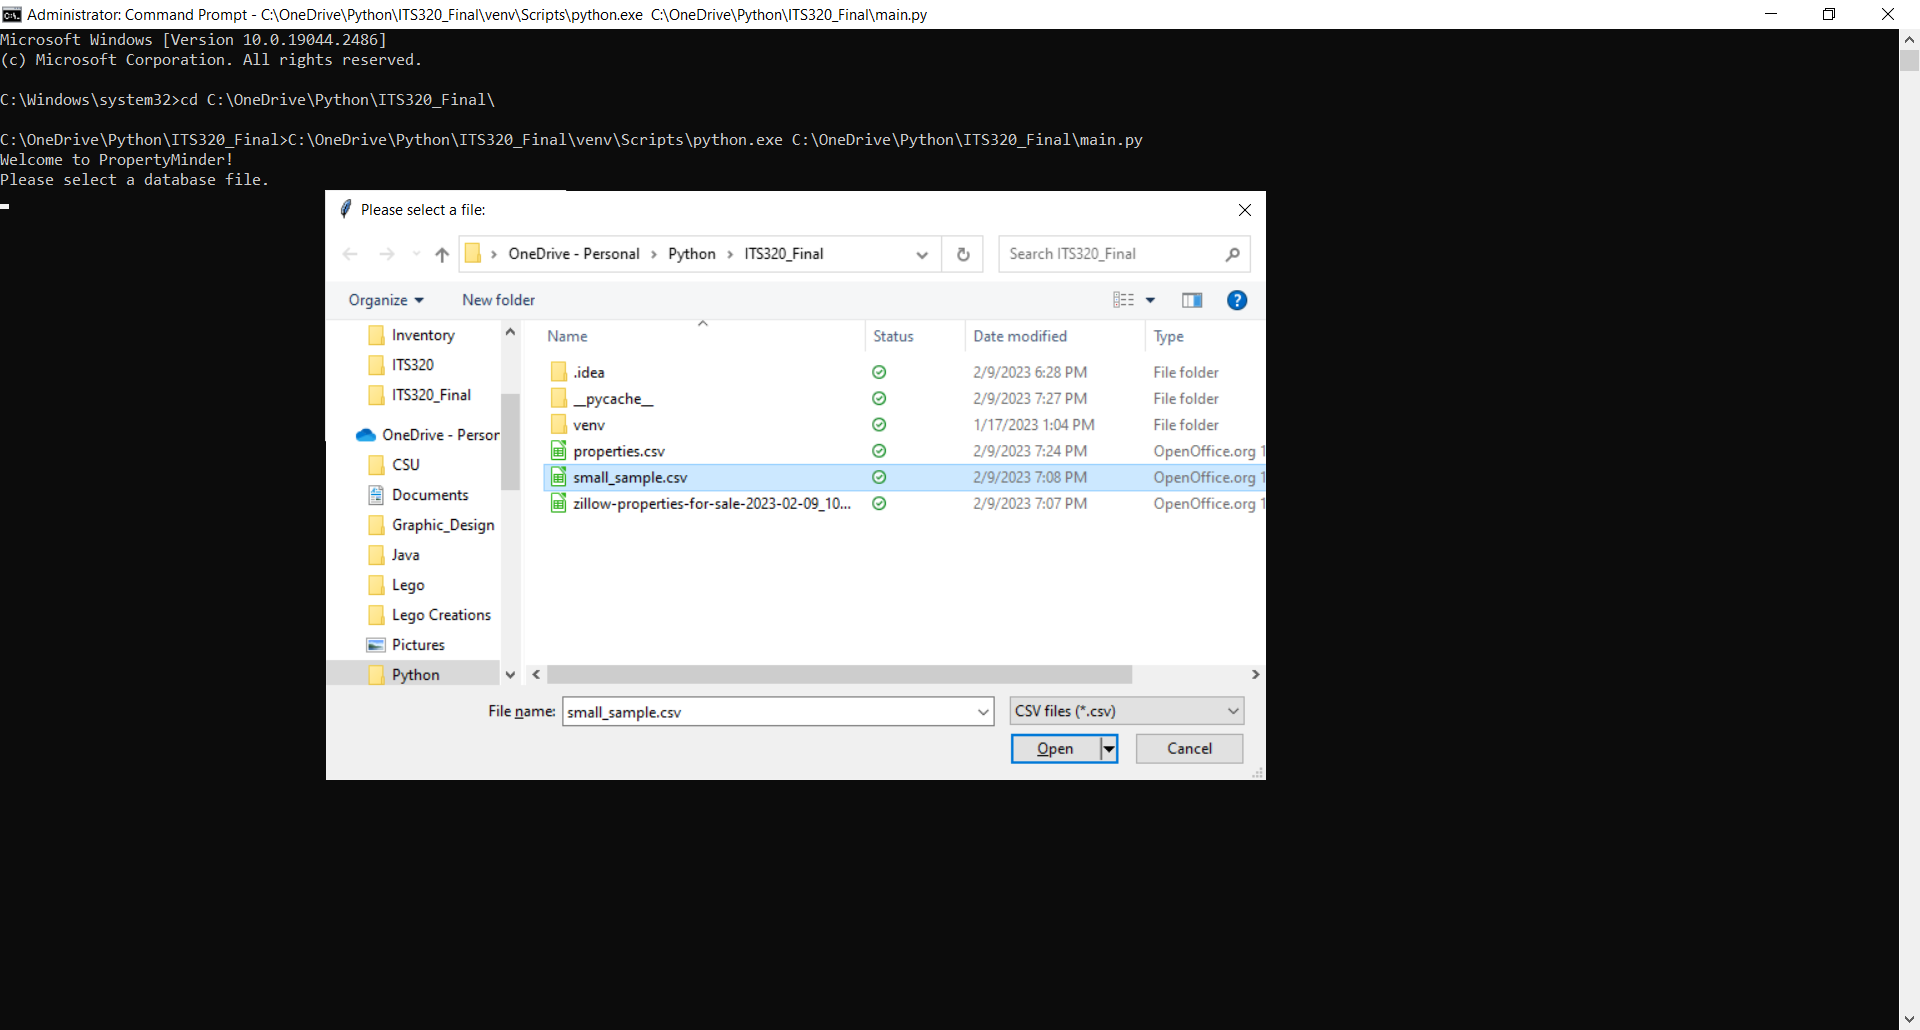 Administrator: Command Prompt - C:\OneDrive\Python\ITS320_Final\venv\Scripts\python.exe  C:\OneDrive\Python\ITS320_Final\main.py
Microsoft Windows [Version 10.0.19044.2486]
(c) Microsoft Corporation. All rights reserved.
C:\Windows\system32>cd C:\OneDrive\Python\ITS320_Final\
C:\OneDrive\Python\ITS320_Final>C:\OneDrive\Python\ITS320_Final\venv\Scripts\python.exe C:\OneDrive\Python\ITS320_Final\main.py
Welcome to PropertyMinder!
Please select a database file.
Please select a file:
OneDrive - Personal > Python > ITS320_Final
Search ITS320_Final
Organize
New folder
Inventory
ITS320
ITS320_Final
OneDrive - Person
CSU
Documents
Graphic_Design
Java
Lego
Lego Creations
Pictures
Python
Name Status Date modified Type
.idea 2/9/2023 6:28 PM File folder
__pycache__ 2/9/2023 7:27 PM File folder
venv 1/17/2023 1:04 PM File folder
properties.csv 2/9/2023 7:24 PM OpenOffice.org 1
small_sample.csv 2/9/2023 7:08 PM OpenOffice.org 1
zillow-properties-for-sale-2023-02-09_10... 2/9/2023 7:07 PM OpenOffice.org 1
File name: small_sample.csv
CSV files (*.csv)
Open
Cancel